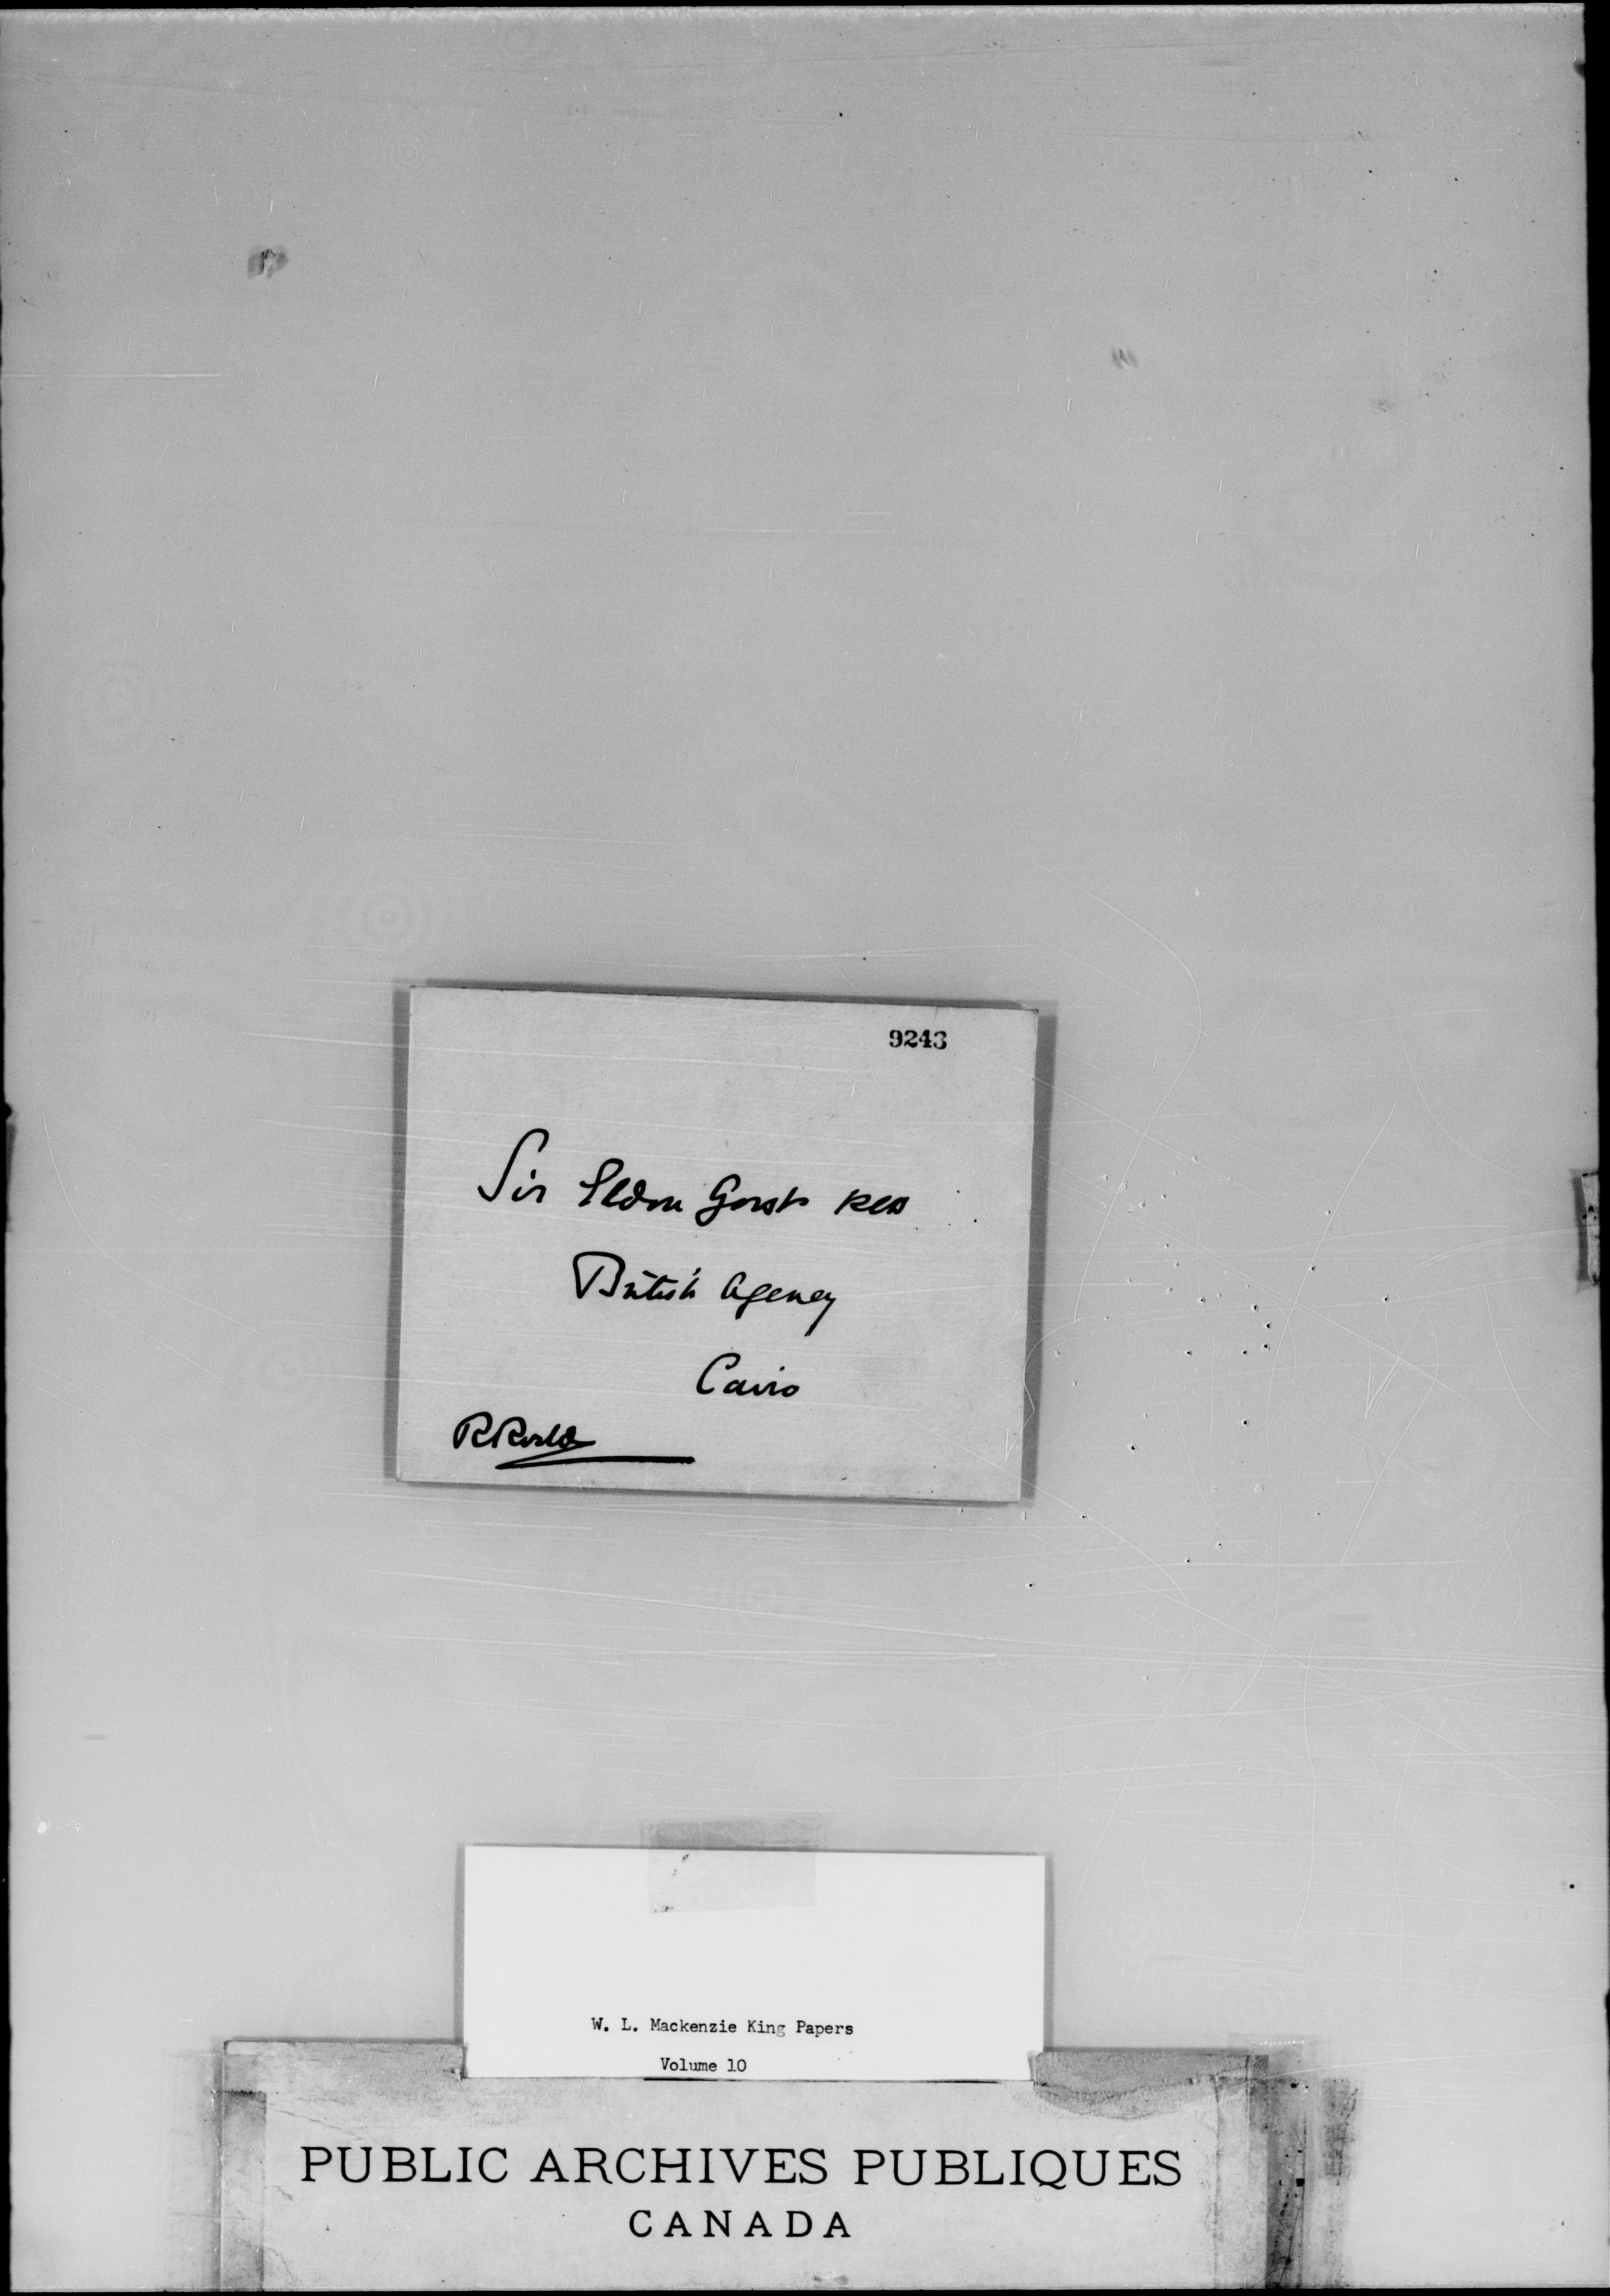 9243
Sir Eldon Gorst KCB
British Agency
Cairo
W. L. Mackenzie King Papers
Volume 10
PUBLIC ARCHIVES PUBLIQUES
CANADA